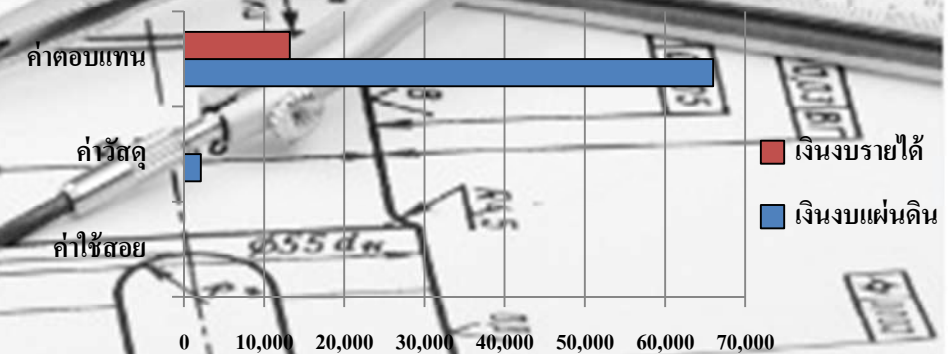 ค่าตอบแทน
ค่าวัสดุ
ค่าใช้สอย
0 10,000 20,000 30,000 40,000 50,000 60,000 70,000
เงินงบรายได้
เงินงบแผ่นดิน